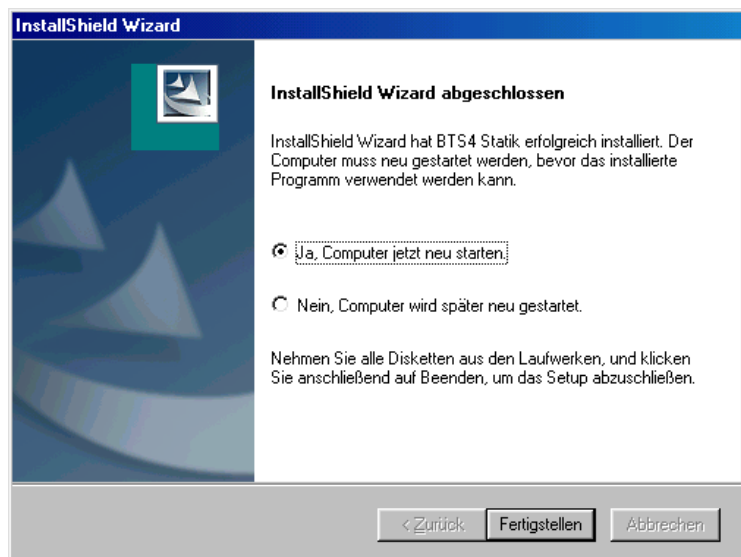 InstallShield Wizard
InstallShield Wizard abgeschlossen
InstallShield Wizard hat BTS4 Statik erfolgreich installiert. Der
Computer muss neu gestartet werden, bevor das installierte
Programm verwendet werden kann.
Ja, Computer jetzt neu starten.
Nein, Computer wird später neu gestartet.
Nehmen Sie alle Disketten aus den Laufwerken, und klicken
Sie anschließend auf Beenden, um das Setup abzuschließen.
< Zurück
Fertigstellen
Abbrechen